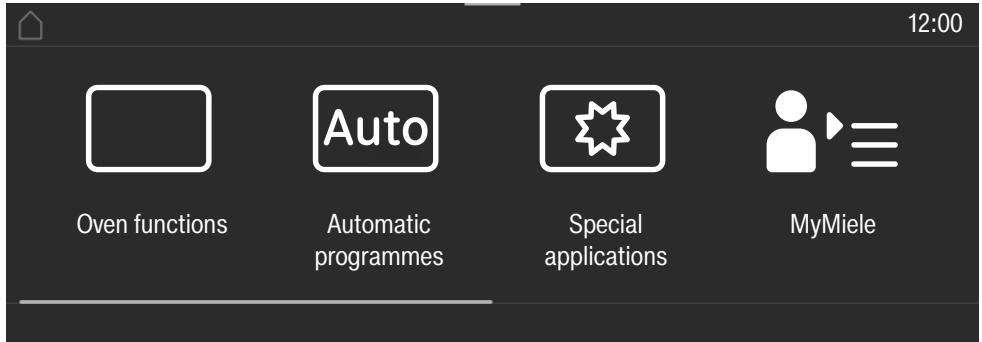 12:00
Auto
Oven functions
Automatic
programmes
Special
applications
MyMiele